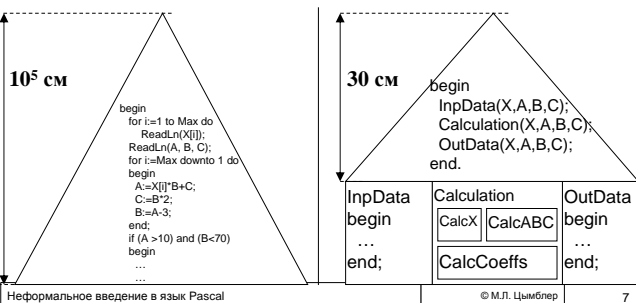 10⁵ см
begin
for i:=1 to Max do
ReadLn(X[i]);
ReadLn(A, B, C);
for i:=Max downto 1 do
begin
A:=X[i]*B+C;
C:=B*2;
B:=A-3;
end;
if (A >10) and (B<70)
begin
…
…
30 см
begin
InpData(X,A,B,C);
Calculation(X,A,B,C);
OutData(X,A,B,C);
end.
InpData
begin
…
end;
Calculation
CalcX CalcABC
CalcCoeffs
OutData
begin
…
end;
Неформальное введение в язык Pascal
© М.Л. Цымблер
7